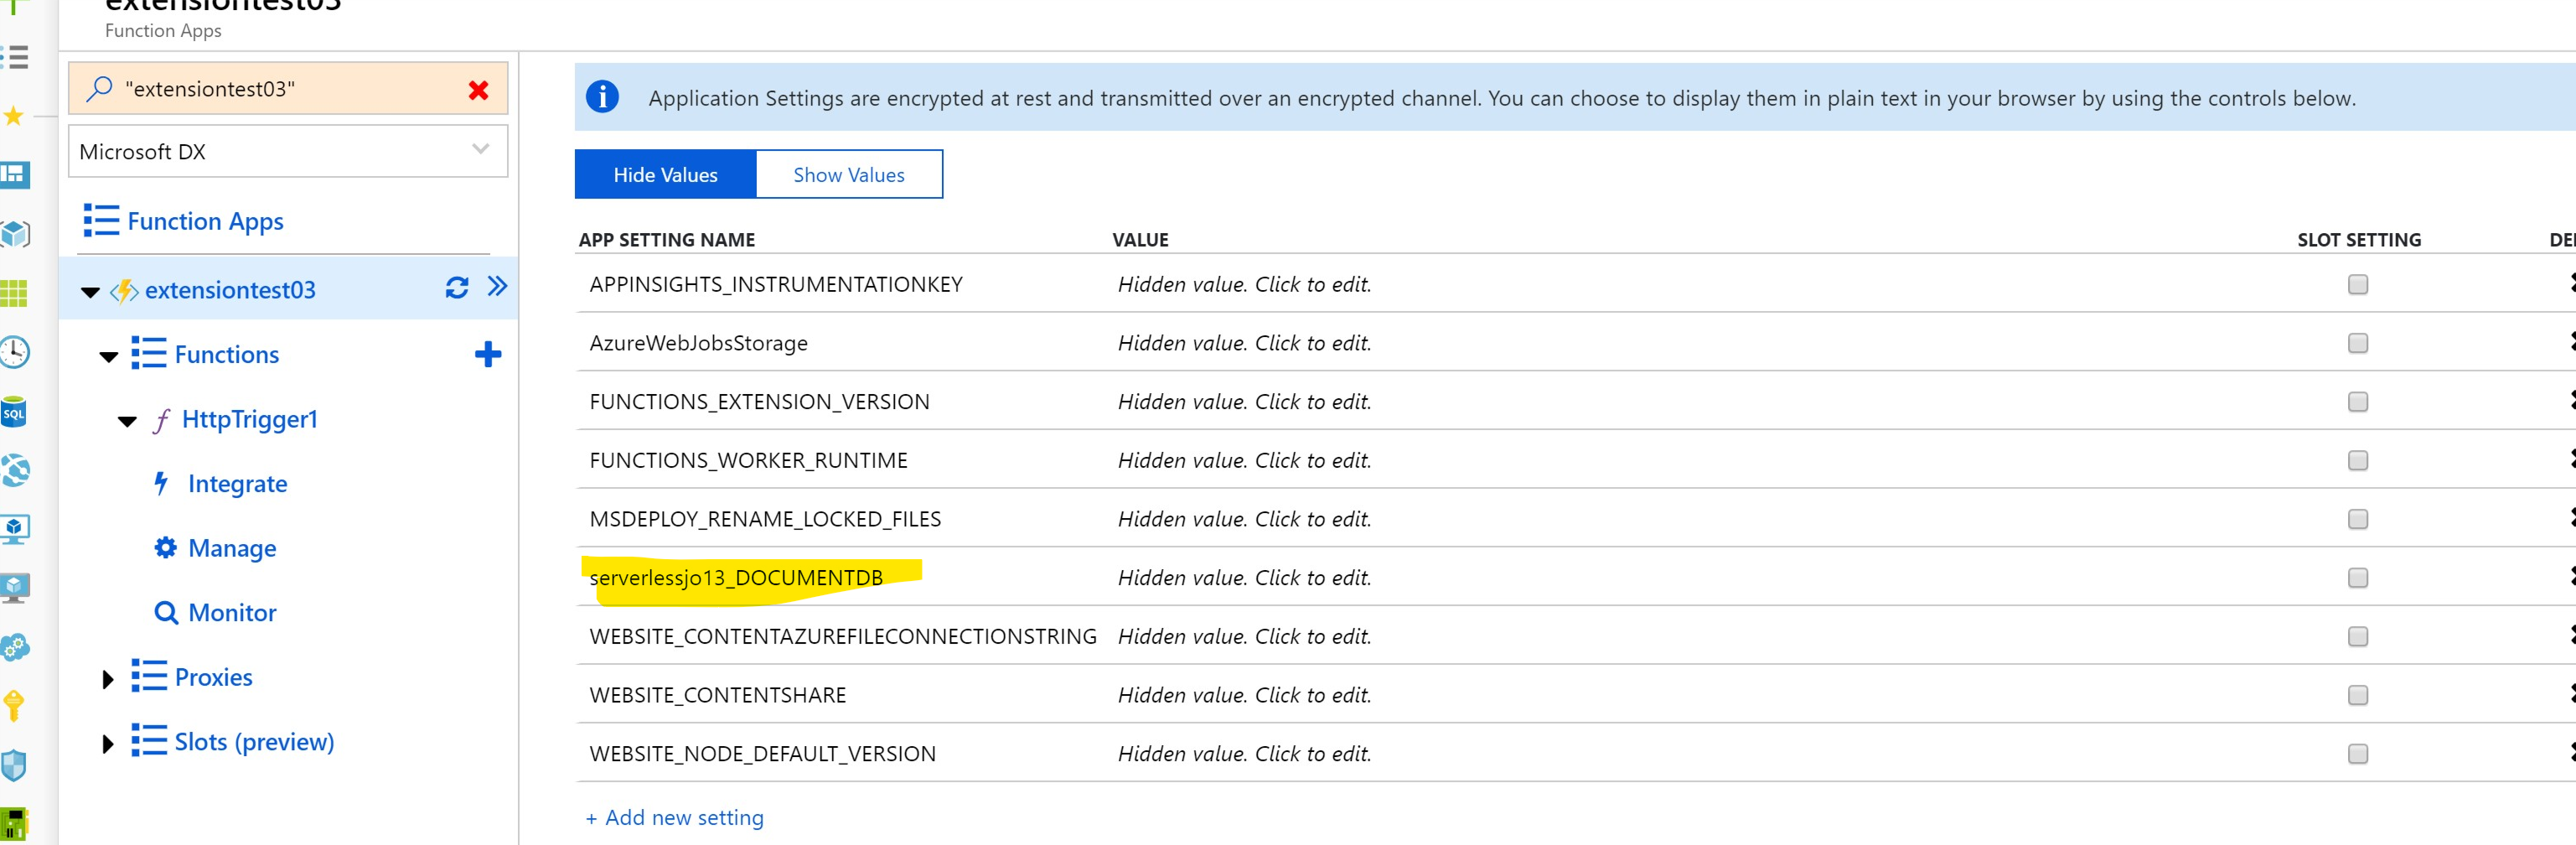 extensiontest03
Function Apps
"extensiontest03"
Microsoft DX
Function Apps
extensiontest03
Functions
HttpTrigger1
Integrate
Manage
Monitor
Proxies
Slots (preview)
SQL
Application Settings are encrypted at rest and transmitted over an encrypted channel. You can choose to display them in plain text in your browser by using the controls below.
Hide Values Show Values
APP SETTING NAME VALUE SLOT SETTING
APPINSIGHTS_INSTRUMENTATIONKEY Hidden value. Click to edit.
AzureWebJobsStorage Hidden value. Click to edit.
FUNCTIONS_EXTENSION_VERSION Hidden value. Click to edit.
FUNCTIONS_WORKER_RUNTIME Hidden value. Click to edit.
MSDEPLOY_RENAME_LOCKED_FILES Hidden value. Click to edit.
serverlessjo13_DOCUMENTDB Hidden value. Click to edit.
WEBSITE_CONTENTAZUREFILECONNECTIONSTRING Hidden value. Click to edit.
WEBSITE_CONTENTSHARE Hidden value. Click to edit.
WEBSITE_NODE_DEFAULT_VERSION Hidden value. Click to edit.
+ Add new setting